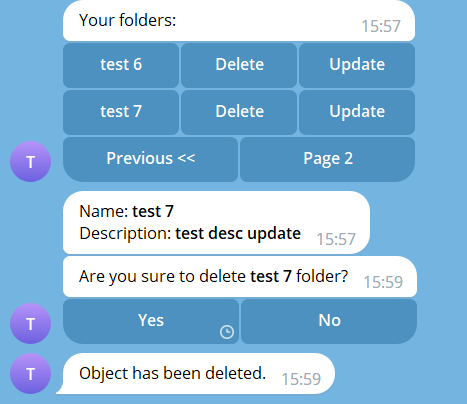 Your folders:
15:57
test 6 Delete Update
test 7 Delete Update
T
Previous << Page 2
Name: test 7
Description: test desc update 15:57
Are you sure to delete test 7 folder? 15:59
T
Yes No
T
Object has been deleted. 15:59